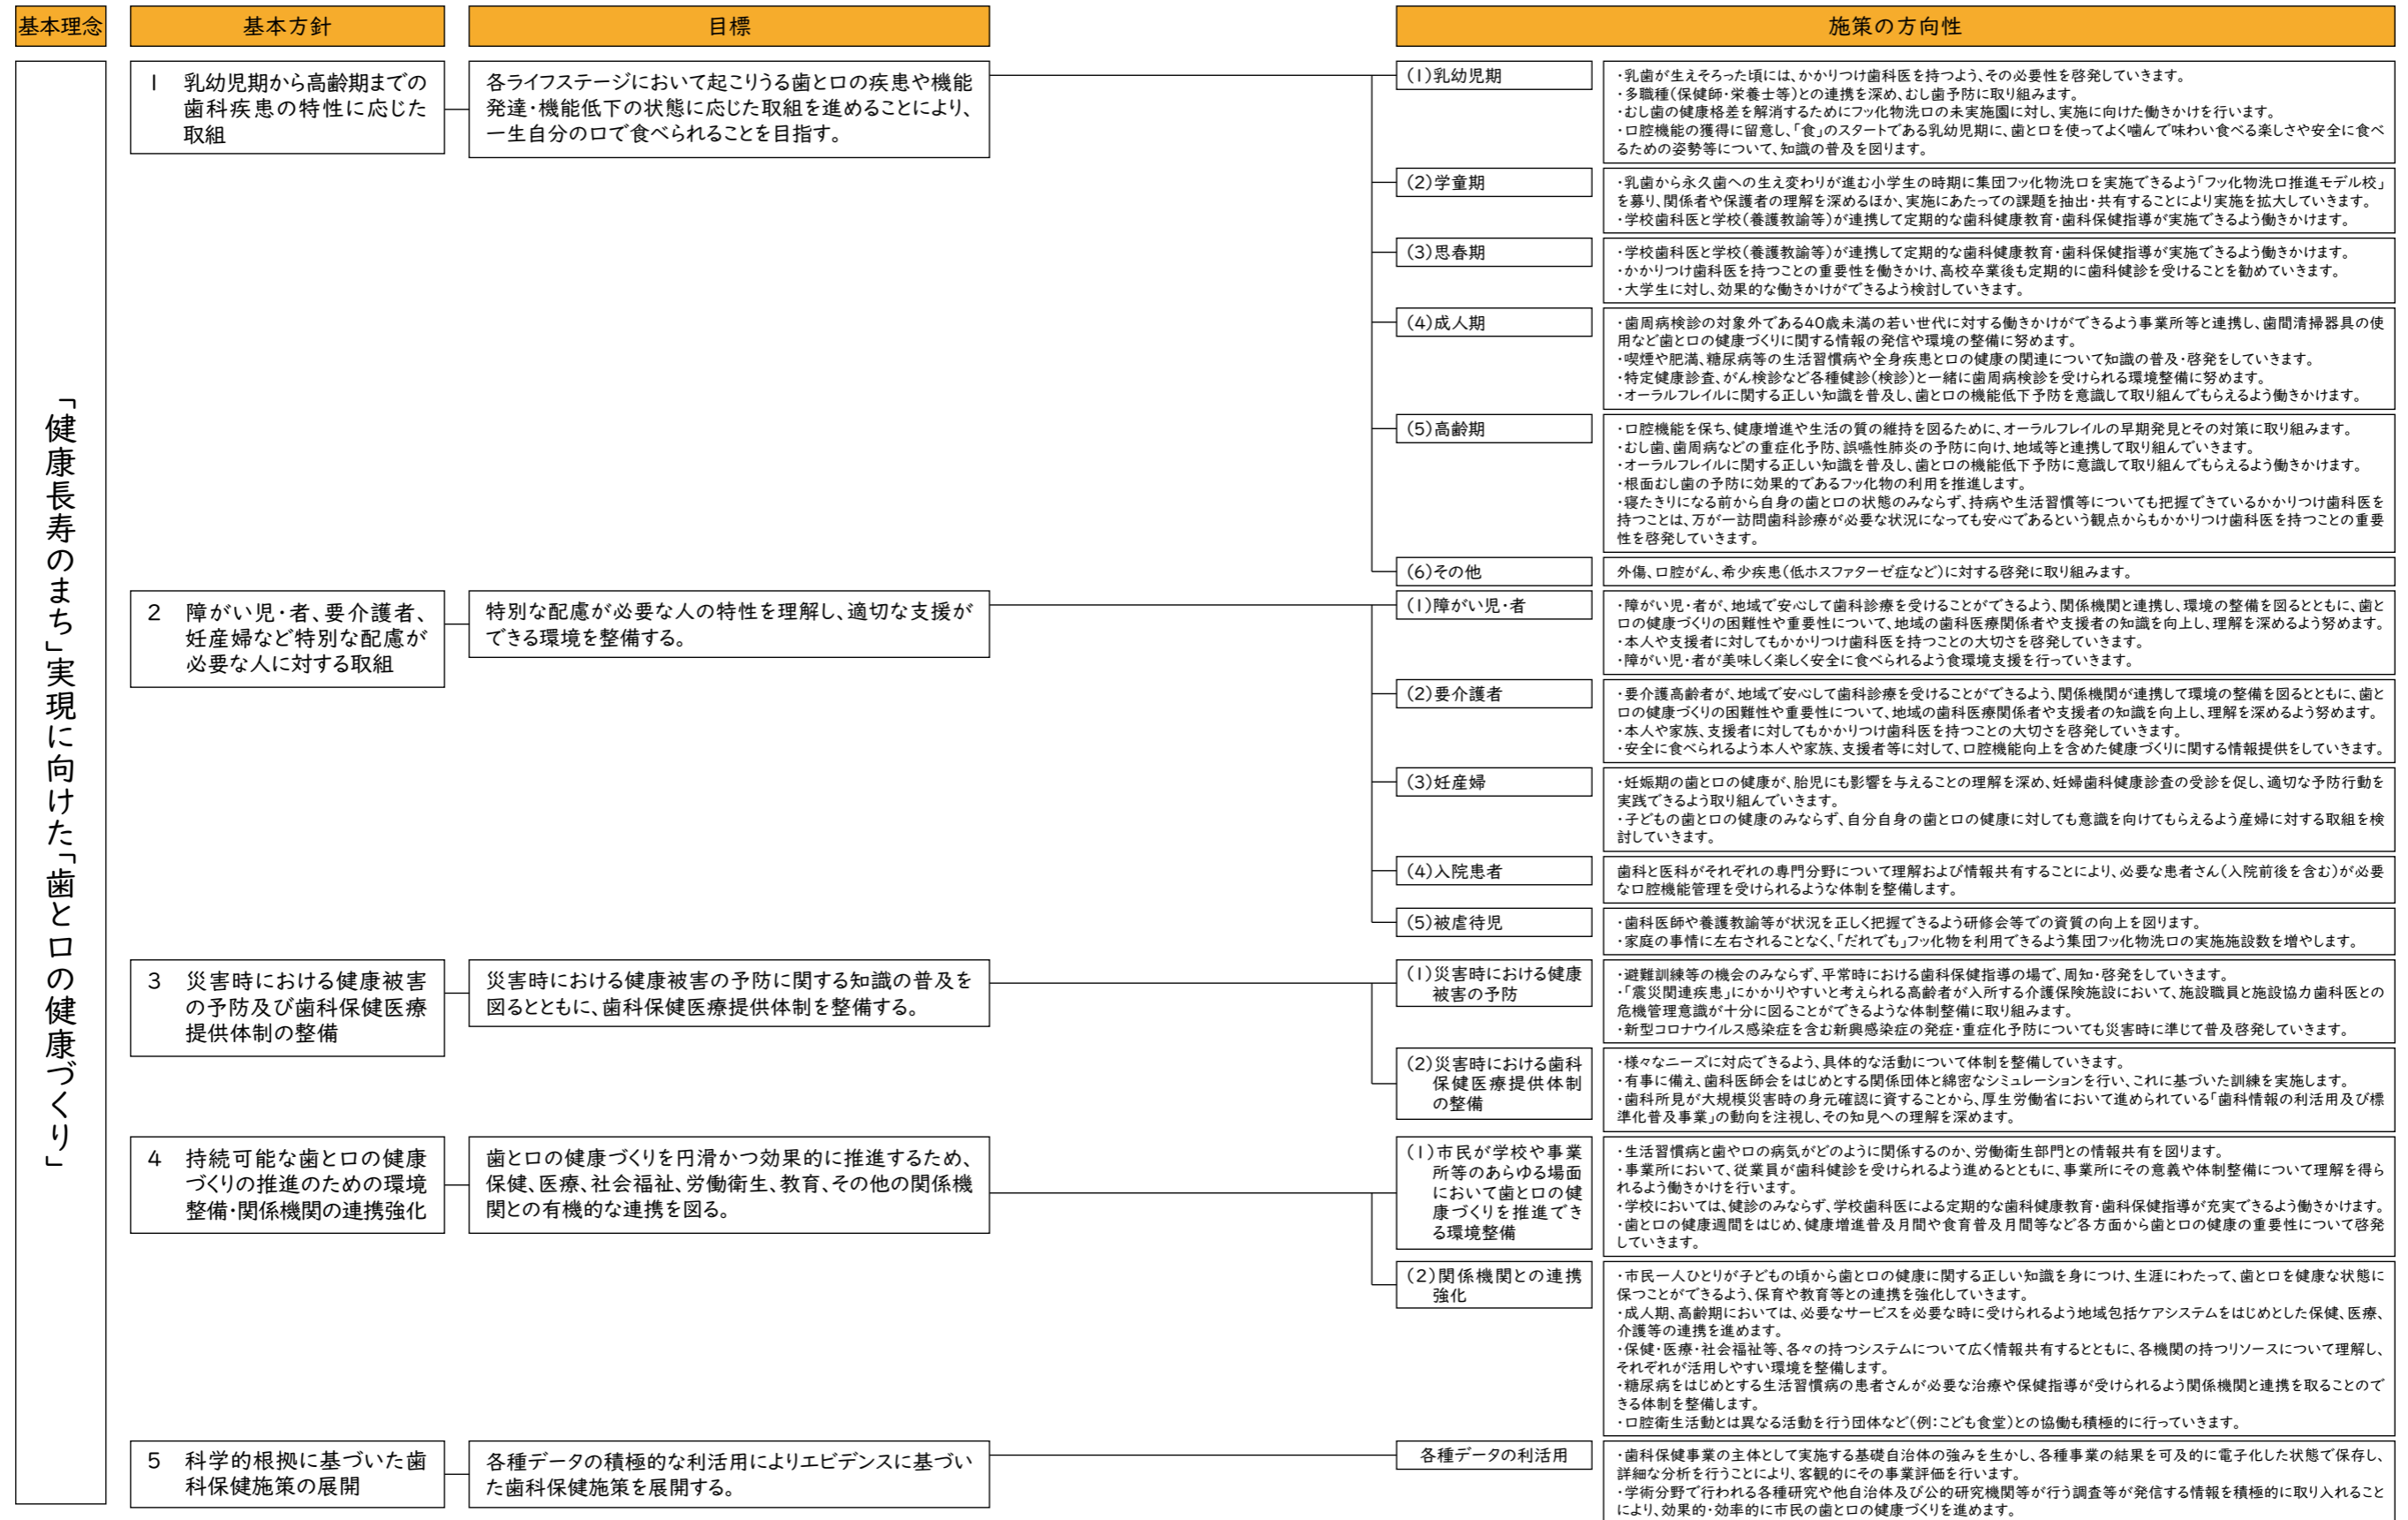 基本理念
基本方針
目標
施策の方向性
「健康長寿のまち」実現に向けた「歯と口の健康づくり」
1 乳幼児期から高齢期までの
歯科疾患の特性に応じた
取組
各ライフステージにおいて起こりうる歯と口の疾患や機能
発達・機能低下の状態に応じた取組を進めることにより、
一生自分の口で食べられることを目指す。
(1)乳幼児期
・乳歯が生えそろった頃には、かかりつけ歯科医を持つよう、その必要性を啓発していきます。
・多職種(保健師・栄養士等)との連携を深め、むし歯予防に取り組みます。
・むし歯の健康格差を解消するためにフッ化物洗口の未実施園に対し、実施に向けた働きかけを行います。
・口腔機能の獲得に留意し、「食」のスタートである乳幼児期に、歯と口を使ってよく噛んで味わい食べる楽しさや安全に食べ
るための姿勢等について、知識の普及を図ります。
(2)学童期
・乳歯から永久歯への生え変わりが進む小学生の時期に集団フッ化物洗口を実施できるよう「フッ化物洗口推進モデル校」
を募り、関係者や保護者の理解を深めるほか、実施にあたっての課題を抽出・共有することにより実施を拡大していきます。
・学校歯科医と学校(養護教諭等)が連携して定期的な歯科健康教育・歯科保健指導が実施できるよう働きかけます。
(3)思春期
・学校歯科医と学校(養護教諭等)が連携して定期的な歯科健康教育・歯科保健指導が実施できるよう働きかけます。
・かかりつけ歯科医を持つことの重要性を働きかけ、高校卒業後も定期的に歯科健診を受けることを勧めていきます。
・大学生に対し、効果的な働きかけができるよう検討していきます。
(4)成人期
・歯周病検診の対象外である40歳未満の若い世代に対する働きかけができるよう事業所等と連携し、歯間清掃器具の使
用など歯と口の健康づくりに関する情報の発信や環境の整備に努めます。
・喫煙や肥満、糖尿病等の生活習慣病や全身疾患と口の健康の関連について知識の普及・啓発をしていきます。
・特定健康診査、がん検診など各種健診(検診)と一緒に歯周病検診を受けられる環境整備に努めます。
・オーラルフレイルに関する正しい知識を普及し、歯と口の機能低下予防を意識して取り組んでもらえるよう働きかけます。
(5)高齢期
・口腔機能を保ち、健康増進や生活の質の維持を図るために、オーラルフレイルの早期発見とその対策に取り組みます。
・むし歯、歯周病などの重症化予防、誤嚥性肺炎の予防に向け、地域等と連携して取り組んでいきます。
・オーラルフレイルに関する正しい知識を普及し、歯と口の機能低下予防に意識して取り組んでもらえるよう働きかけます。
・根面むし歯の予防に効果的であるフッ化物の利用を推進します。
・寝たきりになる前から自身の歯と口の状態のみならず、持病や生活習慣等についても把握できているかかりつけ歯科医を
持つことは、万が一訪問歯科診療が必要な状況になっても安心であるという観点からもかかりつけ歯科医を持つことの重要
性を啓発していきます。
(6)その他
外傷、口腔がん、希少疾患(低ホスファターゼ症など)に対する啓発に取り組みます。
2 障がい児・者、要介護者、
妊産婦など特別な配慮が
必要な人に対する取組
特別な配慮が必要な人の特性を理解し、適切な支援が
できる環境を整備する。
(1)障がい児・者
・障がい児・者が、地域で安心して歯科診療を受けることができるよう、関係機関と連携し、環境の整備を図るとともに、歯と
口の健康づくりの困難性や重要性について、地域の歯科医療関係者や支援者の知識を向上し、理解を深めるよう努めます。
・本人や支援者に対してもかかりつけ歯科医を持つことの大切さを啓発していきます。
・障がい児・者が美味しく楽しく安全に食べられるよう食環境支援を行っていきます。
(2)要介護者
・要介護高齢者が、地域で安心して歯科診療を受けることができるよう、関係機関が連携して環境の整備を図るとともに、歯と
口の健康づくりの困難性や重要性について、地域の歯科医療関係者や支援者の知識を向上し、理解を深めるよう努めます。
・本人や家族、支援者に対してもかかりつけ歯科医を持つことの大切さを啓発していきます。
・安全に食べられるよう本人や家族、支援者等に対して、口腔機能向上を含めた健康づくりに関する情報提供をしていきます。
(3)妊産婦
・妊娠期の歯と口の健康が、胎児にも影響を与えることの理解を深め、妊婦歯科健康診査の受診を促し、適切な予防行動を
実践できるよう取り組んでいきます。
・子どもの歯と口の健康のみならず、自分自身の歯と口の健康に対しても意識を向けてもらえるよう産婦に対する取組を検
討していきます。
(4)入院患者
歯科と医科がそれぞれの専門分野について理解および情報共有することにより、必要な患者さん(入院前後を含む)が必要
な口腔機能管理を受けられるような体制を整備します。
(5)被虐待児
・歯科医師や養護教諭等が状況を正しく把握できるよう研修会等での資質の向上を図ります。
・家庭の事情に左右されることなく、「だれでも」フッ化物を利用できるよう集団フッ化物洗口の実施施設数を増やします。
3 災害時における健康被害
の予防及び歯科保健医療
提供体制の整備
災害時における健康被害の予防に関する知識の普及を
図るとともに、歯科保健医療提供体制を整備する。
(1)災害時における健康
被害の予防
・避難訓練等の機会のみならず、平常時における歯科保健指導の場で、周知・啓発をしていきます。
・「震災関連疾患」にかかりやすいと考えられる高齢者が入所する介護保険施設において、施設職員と施設協力歯科医との
危機管理意識が十分に図ることができるような体制整備に取り組みます。
・新型コロナウイルス感染症を含む新興感染症の発症・重症化予防についても災害時に準じて普及啓発していきます。
(2)災害時における歯科
保健医療提供体制
の整備
・様々なニーズに対応できるよう、具体的な活動について体制を整備していきます。
・有事に備え、歯科医師会をはじめとする関係団体と綿密なシミュレーションを行い、これに基づいた訓練を実施します。
・歯科所見が大規模災害時の身元確認に資することから、厚生労働省において進められている「歯科情報の利活用及び標
準化普及事業」の動向を注視し、その知見への理解を深めます。
4 持続可能な歯と口の健康
づくりの推進のための環境
整備・関係機関の連携強化
歯と口の健康づくりを円滑かつ効果的に推進するため、
保健、医療、社会福祉、労働衛生、教育、その他の関係機
関との有機的な連携を図る。
(1)市民が学校や事業
所等のあらゆる場面
において歯と口の健
康づくりを推進でき
る環境整備
・生活習慣病と歯や口の病気がどのように関係するのか、労働衛生部門との情報共有を図ります。
・事業所において、従業員が歯科健診を受けられるよう進めるとともに、事業所にその意義や体制整備について理解を得ら
れるよう働きかけを行います。
・学校においては、健診のみならず、学校歯科医による定期的な歯科健康教育・歯科保健指導が充実できるよう働きかけます。
・歯と口の健康週間をはじめ、健康増進普及月間や食育普及月間等など各方面から歯と口の健康の重要性について啓発
していきます。
(2)関係機関との連携
強化
・市民一人ひとりが子どもの頃から歯と口の健康に関する正しい知識を身につけ、生涯にわたって、歯と口を健康な状態に
保つことができるよう、保育や教育等との連携を強化していきます。
・成人期、高齢期においては、必要なサービスを必要な時に受けられるよう地域包括ケアシステムをはじめとした保健、医療、
介護等の連携を進めます。
・保健・医療・社会福祉等、各々の持つシステムについて広く情報共有するとともに、各機関の持つリソースについて理解し、
それぞれが活用しやすい環境を整備します。
・糖尿病をはじめとする生活習慣病の患者さんが必要な治療や保健指導が受けられるよう関係機関と連携を取ることので
きる体制を整備します。
・口腔衛生活動とは異なる活動を行う団体など(例:こども食堂)との協働も積極的に行っていきます。
5 科学的根拠に基づいた歯
科保健施策の展開
各種データの積極的な利活用によりエビデンスに基づい
た歯科保健施策を展開する。
各種データの利活用
・歯科保健事業の主体として実施する基礎自治体の強みを生かし、各種事業の結果を可及的に電子化した状態で保存し、
詳細な分析を行うことにより、客観的にその事業評価を行います。
・学術分野で行われる各種研究や他自治体及び公的研究機関等が行う調査等が発信する情報を積極的に取り入れること
により、効果的・効率的に市民の歯と口の健康づくりを進めます。